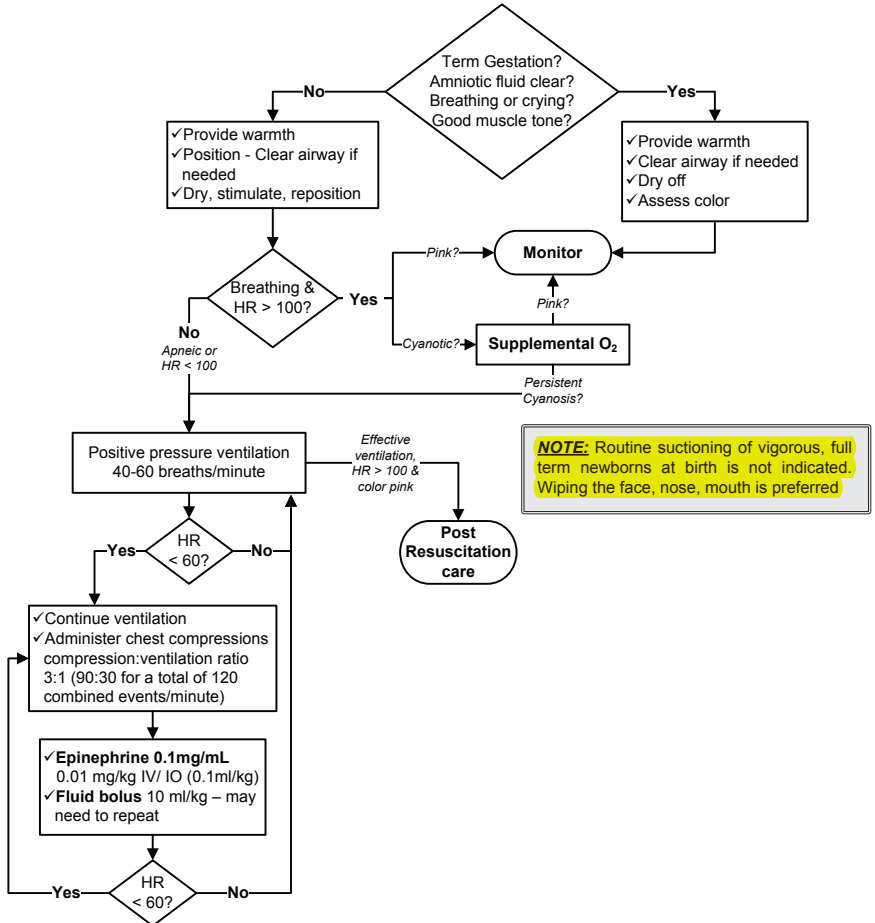 Term Gestation?
Amniotic fluid clear?
Breathing or crying?
Good muscle tone?
No
Yes
✓Provide warmth
✓Position - Clear airway if
needed
✓Dry, stimulate, reposition
✓Provide warmth
✓Clear airway if needed
✓Dry off
✓Assess color
Breathing &
HR > 100?
Yes
Pink?
Monitor
Pink?
Cyanotic?
Supplemental O₂
No
Apneic or
HR < 100
Persistent
Cyanosis?
Positive pressure ventilation
40-60 breaths/minute
Effective
ventilation,
HR > 100 &
color pink
NOTE: Routine suctioning of vigorous, full
term newborns at birth is not indicated.
Wiping the face, nose, mouth is preferred
Post
Resuscitation
care
Yes
HR
< 60?
No
✓Continue ventilation
✓Administer chest compressions
compression:ventilation ratio
3:1 (90:30 for a total of 120
combined events/minute)
✓Epinephrine 0.1mg/mL
0.01 mg/kg IV/ IO (0.1ml/kg)
✓Fluid bolus 10 ml/kg – may
need to repeat
Yes
HR
< 60?
No